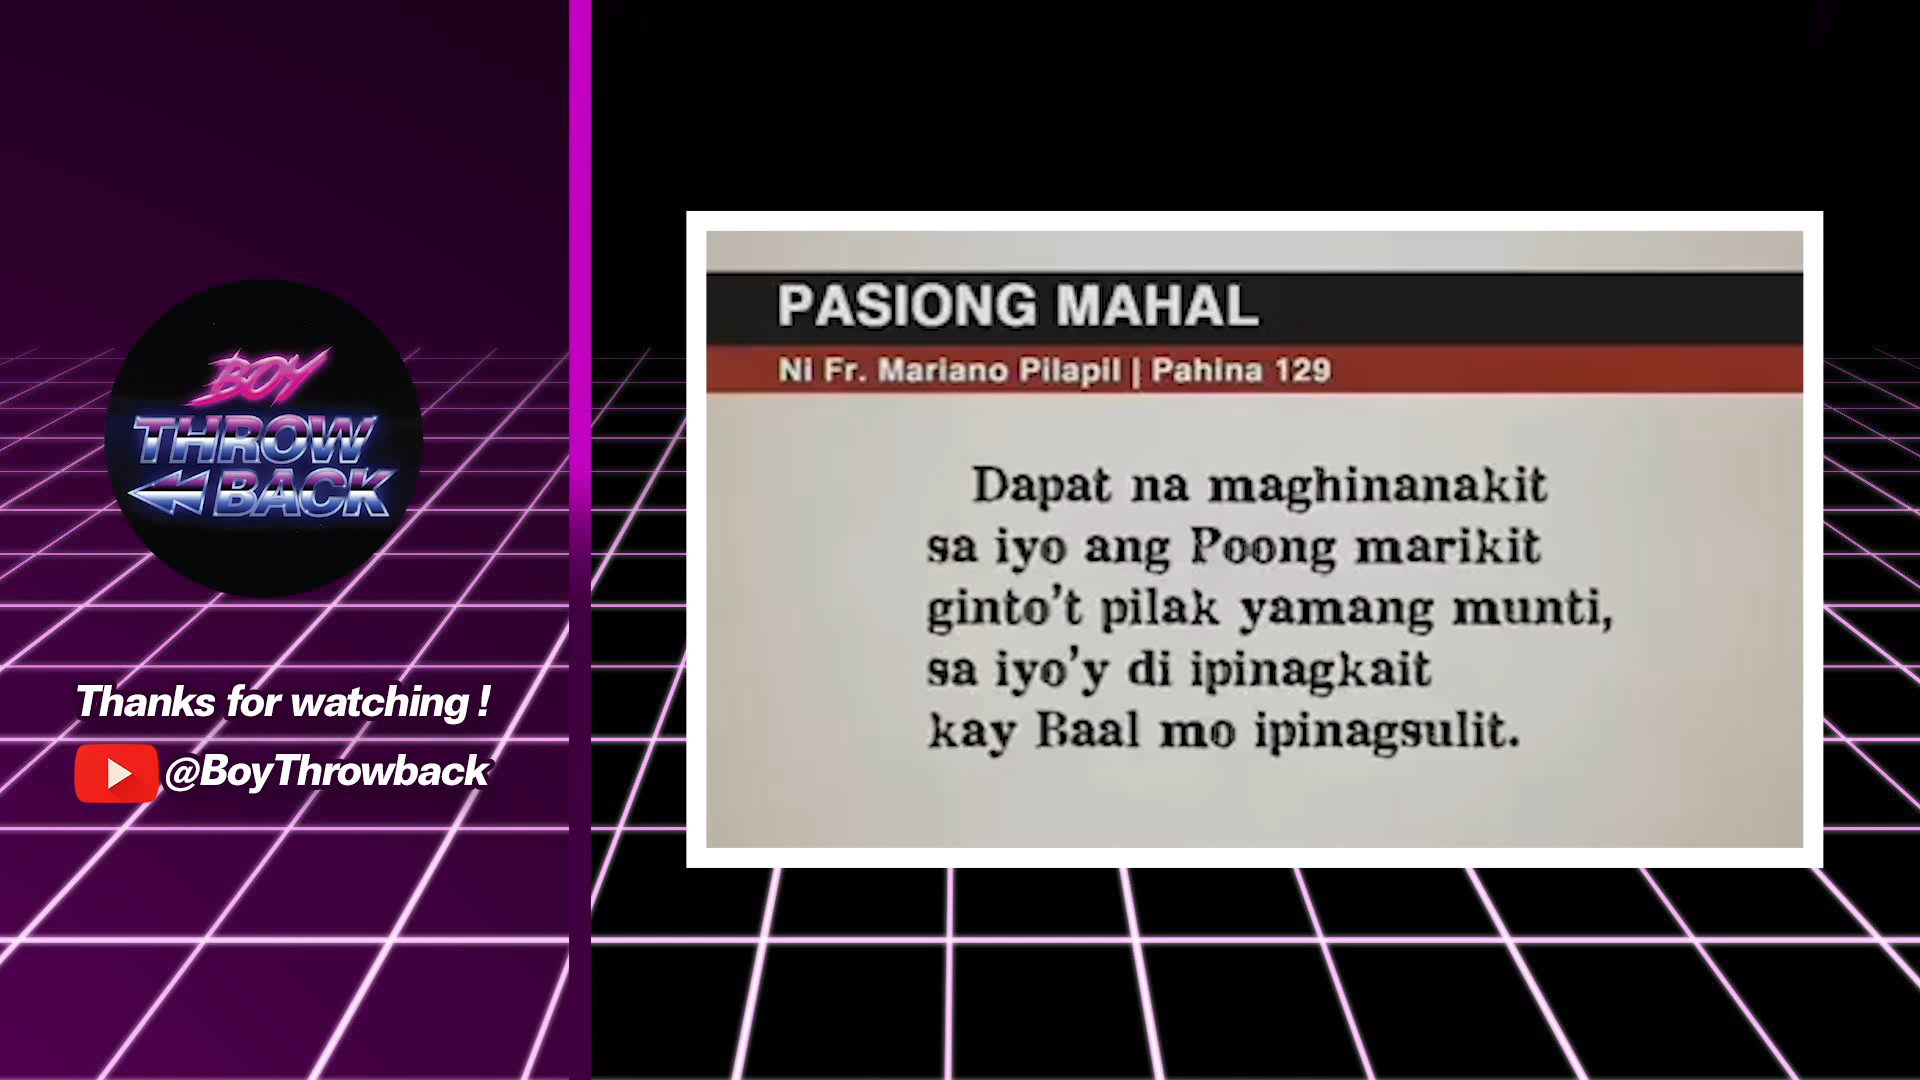 BOY
THROW
BACK
Thanks for watching !
@BoyThrowback
PASIONG MAHAL
Ni Fr. Mariano Pilapil | Pahina 129
Dapat na maghinanakit
sa iyo ang Poong marikit
ginto't pilak yamang munti,
sa iyo'y di ipinagkait
kay Baal mo ipinagsulit.